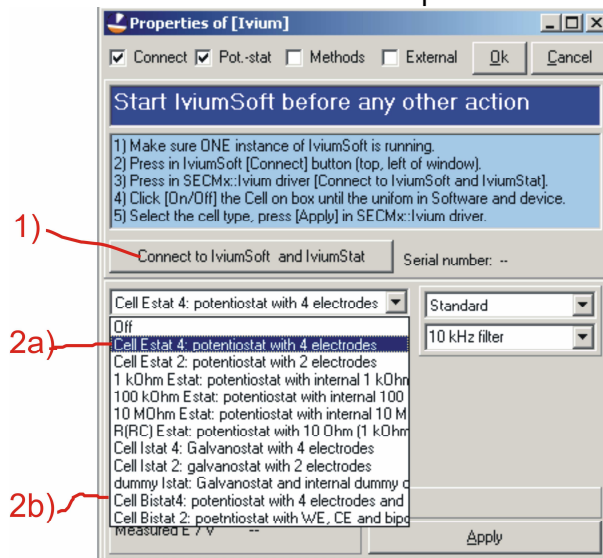 Properties of [Ivium]
Connect Pot.-stat Methods External Ok Cancel
Start IviumSoft before any other action
1) Make sure ONE instance of IviumSoft is running.
2) Press in IviumSoft [Connect] button (top, left of window).
3) Press in SECMx::Ivium driver [Connect to IviumSoft and IviumStat].
4) Click [On/Off] the Cell on box until the unifom in Software and device.
5) Select the cell type, press [Apply] in SECMx::Ivium driver.
1)
Connect to IviumSoft and IviumStat Serial number: --
Cell Estat 4: potentiostat with 4 electrodes Standard
Off
2a) Cell Estat 4: potentiostat with 4 electrodes 10 kHz filter
Cell Estat 2: potentiostat with 2 electrodes
1 kOhm Estat: potentiostat with internal 1 kOhm
100 kOhm Estat: potentiostat with internal 100
10 MOhm Estat: potentiostat with internal 10 M
R(RC) Estat: potentiostat with 10 Ohm (1 kOhm
Cell Istat 4: Galvanostat with 4 electrodes
Cell Istat 2: galvanostat with 2 electrodes
dummy Istat: Galvanostat and internal dummy c
2b) Cell Bistat4: potentiostat with 4 electrodes and
Cell Bistat 2: poetntiostat with WE, CE and bipo
Measured E / V -- Apply